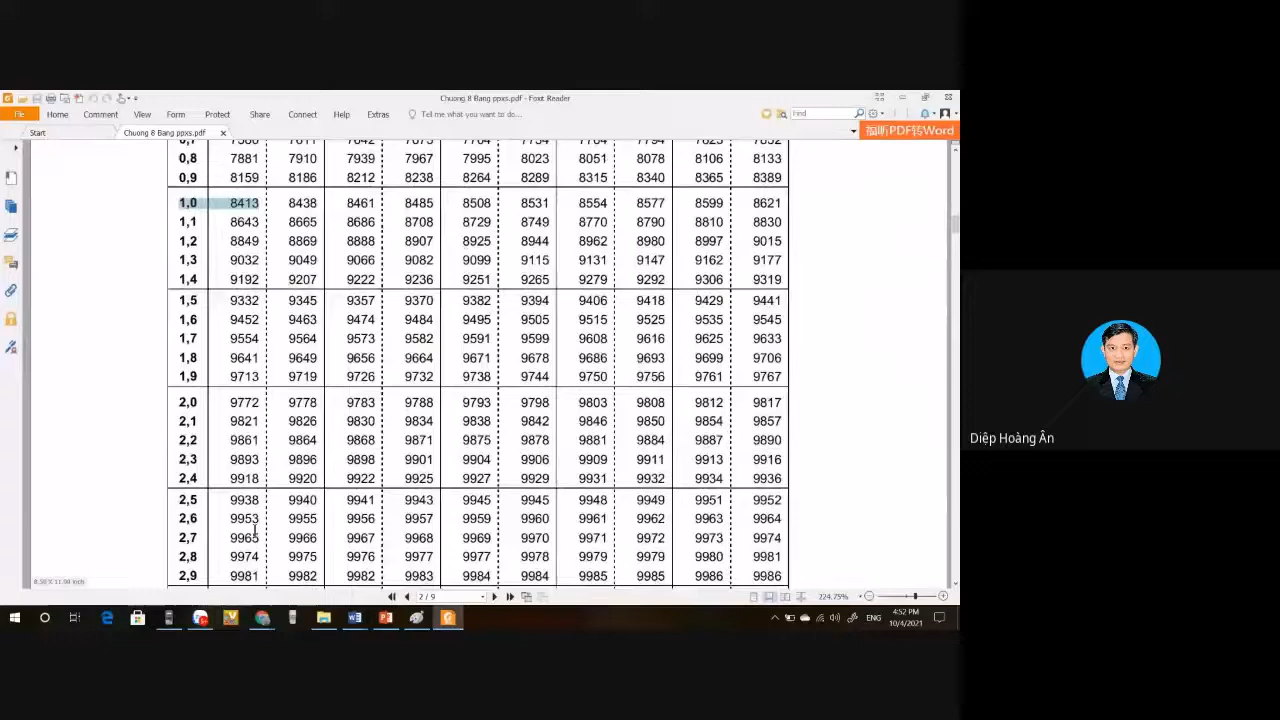 Chuong 8 Bang ppxs.pdf - Foxit Reader
File Home Comment View Form Protect Share Connect Help Extras Tell me what you want to do... Find
Start Chuong 8 Bang ppxs.pdf 福昕PDF转Word
0,8 7881 7910 7939 7967 7995 8023 8051 8078 8106 8133
0,9 8159 8186 8212 8238 8264 8289 8315 8340 8365 8389
1,0 8413 8438 8461 8485 8508 8531 8554 8577 8599 8621
1,1 8643 8665 8686 8708 8729 8749 8770 8790 8810 8830
1,2 8849 8869 8888 8907 8925 8944 8962 8980 8997 9015
1,3 9032 9049 9066 9082 9099 9115 9131 9147 9162 9177
1,4 9192 9207 9222 9236 9251 9265 9279 9292 9306 9319
1,5 9332 9345 9357 9370 9382 9394 9406 9418 9429 9441
1,6 9452 9463 9474 9484 9495 9505 9515 9525 9535 9545
1,7 9554 9564 9573 9582 9591 9599 9608 9616 9625 9633
1,8 9641 9649 9656 9664 9671 9678 9686 9693 9699 9706
1,9 9713 9719 9726 9732 9738 9744 9750 9756 9761 9767
2,0 9772 9778 9783 9788 9793 9798 9803 9808 9812 9817
2,1 9821 9826 9830 9834 9838 9842 9846 9850 9854 9857
2,2 9861 9864 9868 9871 9875 9878 9881 9884 9887 9890
2,3 9893 9896 9898 9901 9904 9906 9909 9911 9913 9916
2,4 9918 9920 9922 9925 9927 9929 9931 9932 9934 9936
2,5 9938 9940 9941 9943 9945 9945 9948 9949 9951 9952
2,6 9953 9955 9956 9957 9959 9960 9961 9962 9963 9964
2,7 9965 9966 9967 9968 9969 9970 9971 9972 9973 9974
2,8 9974 9975 9976 9977 9977 9978 9979 9979 9980 9981
2,9 9981 9982 9982 9983 9984 9984 9985 9985 9986 9986
2 / 9 224.75%
ENG 4:52 PM
10/4/2021
Diệp Hoàng Ân